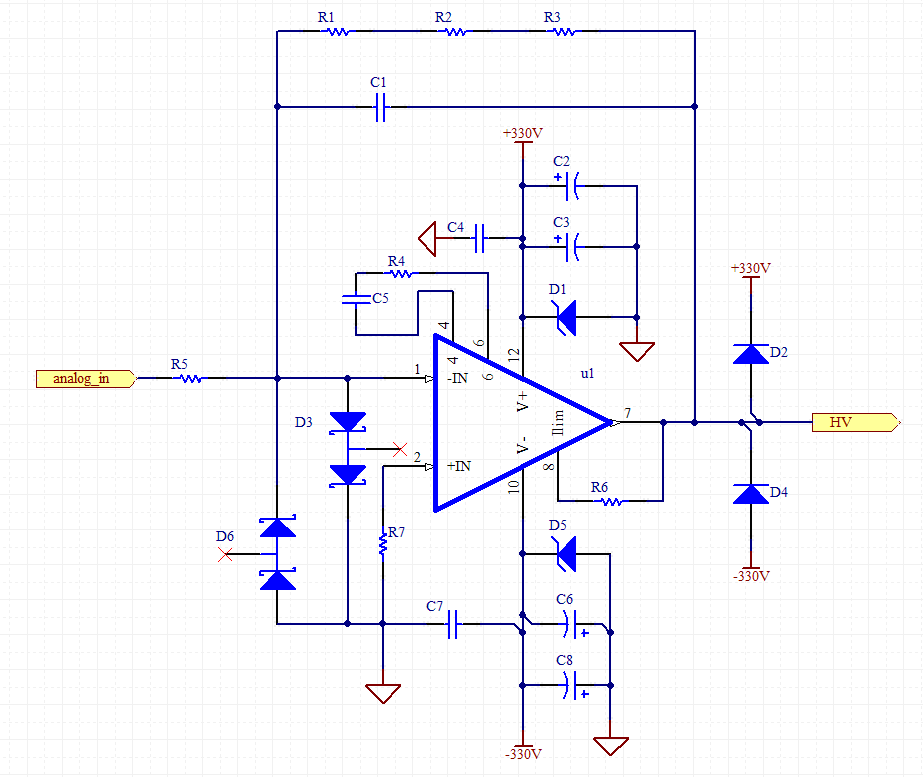 R1 R2 R3
C1
+330V
C2
+
C4 C3
+
R4 +330V
C5 D1
4 6 12
4 6 D2
R5 u1
analog_in 1 -IN V+
D3 Ilim 7 HV
2 +IN V-
10 8 R6 D4
D6 R7 D5
-330V
C7 C6
+
C8
+
-330V